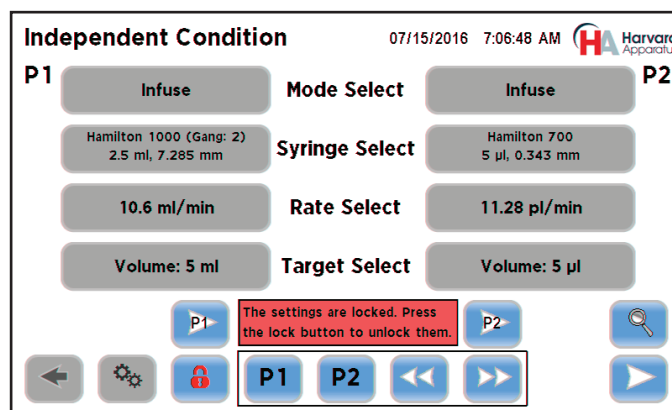 Independent Condition
07/15/2016 7:06:48 AM
HA
Harvard
Apparatus
P1
P2
Infuse
Mode Select
Infuse
Hamilton 1000 (Gang: 2)
2.5 ml, 7.285 mm
Syringe Select
Hamilton 700
5 µl, 0.343 mm
10.6 ml/min
Rate Select
11.28 pl/min
Volume: 5 ml
Target Select
Volume: 5 µl
P1
The settings are locked. Press
the lock button to unlock them.
P2
P1
P2